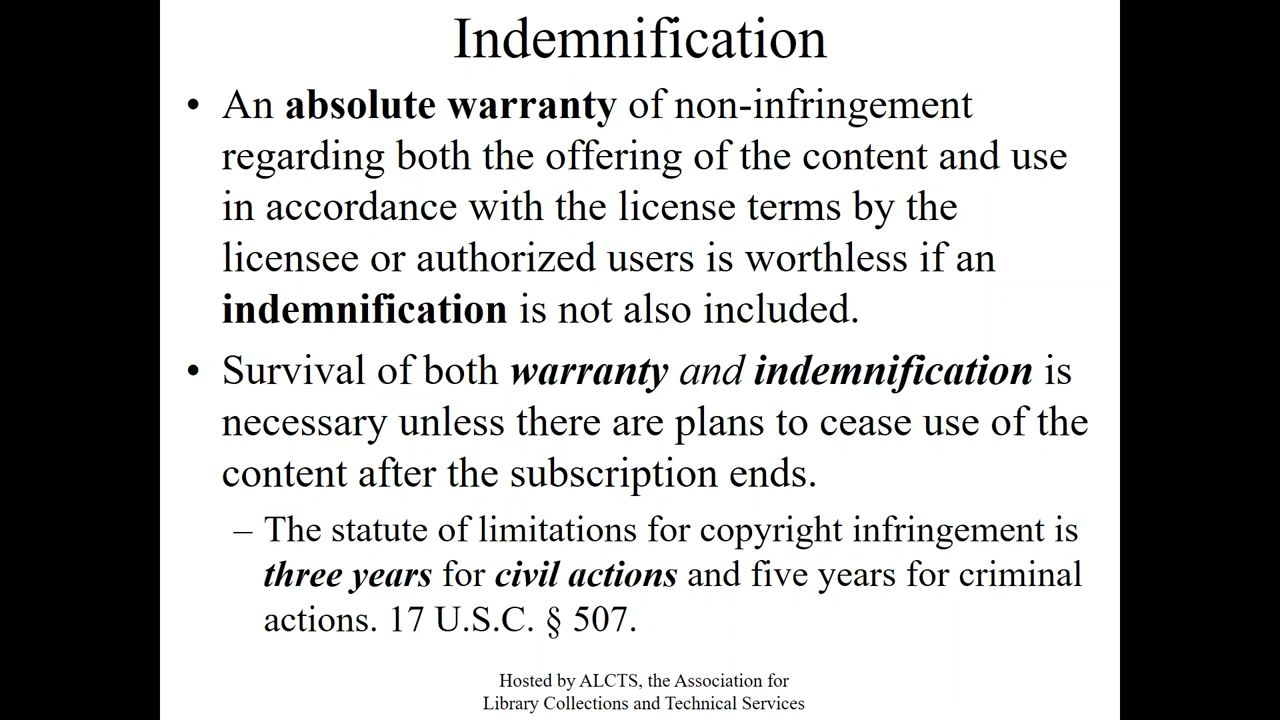 Indemnification
• An absolute warranty of non-infringement
regarding both the offering of the content and use
in accordance with the license terms by the
licensee or authorized users is worthless if an
indemnification is not also included.
• Survival of both warranty and indemnification is
necessary unless there are plans to cease use of the
content after the subscription ends.
– The statute of limitations for copyright infringement is
three years for civil actions and five years for criminal
actions. 17 U.S.C. § 507.
Hosted by ALCTS, the Association for
Library Collections and Technical Services